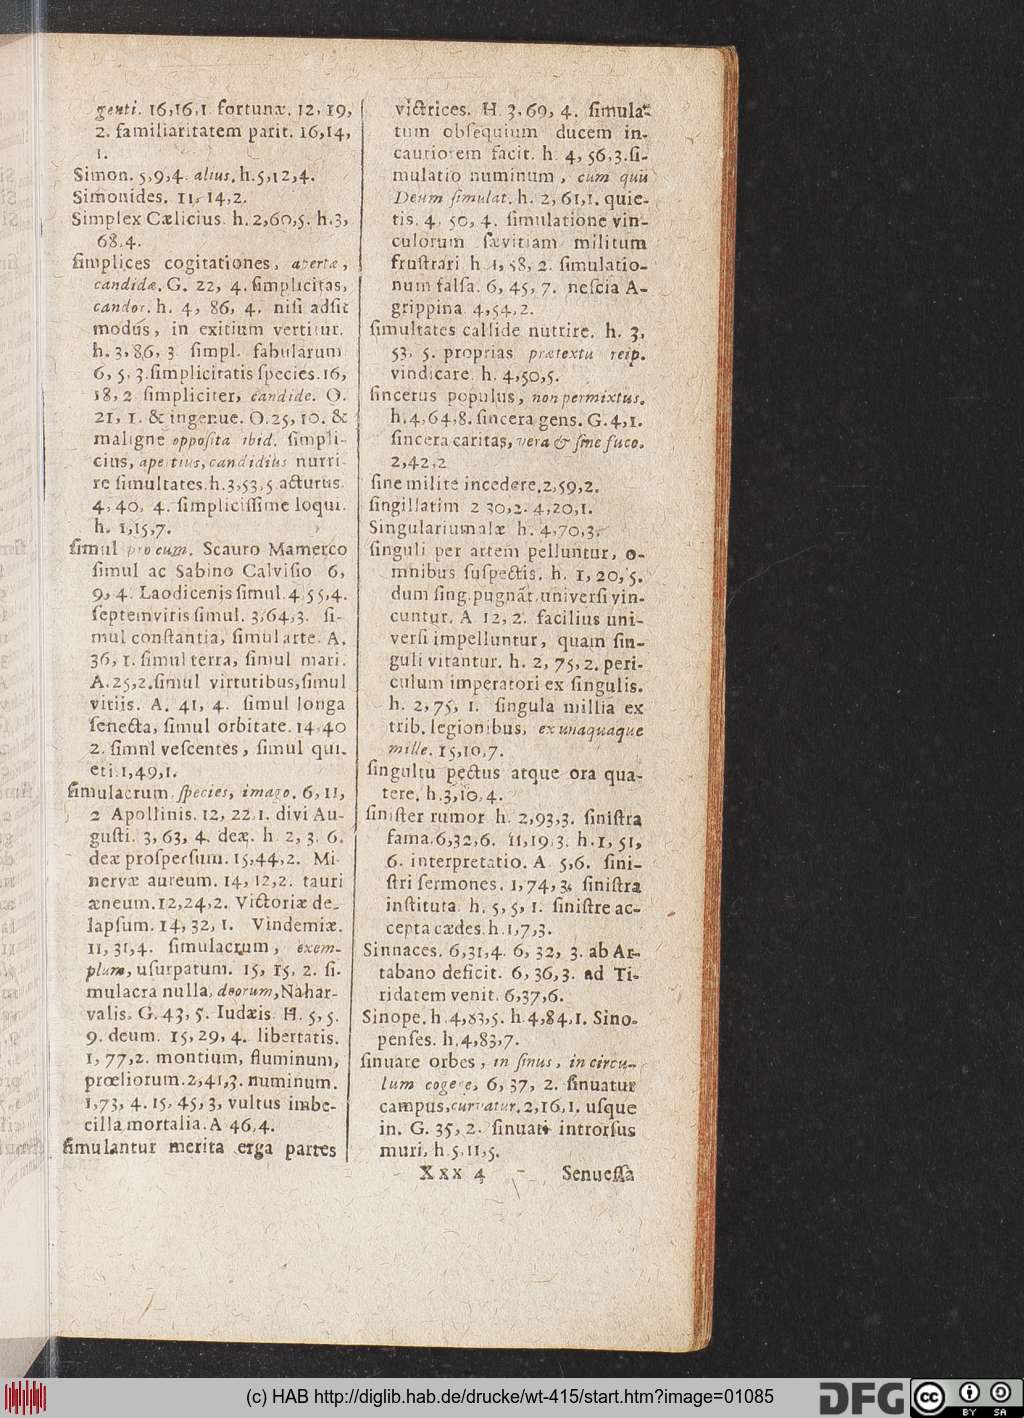 genti. 16,16,1. fortunæ. 12, 19,
2. familiaritatem parit. 16,14,
1.
Simon. 5,9,4. alius. h.5,12,4.
Simonides. 11, 14,2.
Simplex Cælicius. h. 2,60,5. h.3,
68.4.
ſimplices cogitationes, apertæ,
candidæ. G. 22, 4. ſimplicitas,
candor. h. 4, 86, 4. niſi adſit
modus, in exitium vertitur.
h. 3, 86, 3. ſimpl. fabularum
6, 5, 3. ſimplicitatis ſpecies. 16,
18, 2. ſimpliciter, candide. O.
21, 1. & ingenue. O. 25, 10. &
maligne oppoſita ibid. ſimpli-
cius, apertius, candidius nutri-
re ſimultates. h.3,53,5. acturus.
4, 40, 4. ſimpliciſſime loqui.
h. 1,15,7.
ſimul pro cum. Scauro Mamerco
ſimul ac Sabino Calviſio 6,
9, 4. Laodicenis ſimul. 4 55,4.
ſeptemviris ſimul. 3,64,3. ſi-
mul conſtantia, ſimul arte. A.
36, 1. ſimul terra, ſimul mari.
A. 25,2. ſimul virtutibus, ſimul
vitiis. A. 41, 4. ſimul longa
ſenecta, ſimul orbitate. 14. 40
2. ſimul veſcentes, ſimul qui-
eti. 1,49,1.
ſimulacrum. ſpecies, imago. 6, 11,
2 Apollinis. 12, 22.1. divi Au-
guſti. 3, 63, 4. deæ. h. 2, 3. 6.
deæ proſperſum. 15,44,2. Mi-
nervæ aureum. 14, 12,2. tauri
æneum. 12,24,2. Victoriæ de-
lapſum. 14, 32, 1. Vindemiæ.
11, 31,4. ſimulacrum, exem-
plum, uſurpatum. 15, 15, 2. ſi-
mulacra nulla, deorum, Nahar-
valis. G. 43, 5. Iudæis. H. 5, 5.
9. deum. 15, 29, 4. libertatis.
1, 77,2. montium, fluminum,
prœliorum. 2,41,3. numinum.
1,73, 4. 15, 45, 3, vultus imbe-
cilla mortalia. A 46,4.
ſimulantur merita erga partes
victrices. H. 3, 69, 4. ſimula-
tum obſequium ducem in-
cautiorem facit. h. 4, 56,3. ſi-
mulatio numinum, cum quis
Deum ſimulat. h. 2, 61,1. quie-
tis. 4, 50, 4. ſimulatione vin-
culorum ſævitiam militum
fruſtrari h. 1, 58, 2. ſimulatio-
num falſa. 6, 45, 7. neſcia A-
grippina 4,54,2.
ſimultates callide nutrire. h. 3,
53, 5. proprias prætextu reip.
vindicare. h. 4,50,5.
ſincerus populus, non permixtus.
h. 4, 64,8. ſincera gens. G. 4,1.
ſincera caritas, vera & ſine fuco.
2,42,2
ſine milite incedere. 2,59,2.
ſingillatim 2 30,2. 4,20,1.
Singulariumalæ h. 4,70,3.
ſinguli per artem pelluntur, o-
mnibus ſuſpectis. h. 1, 20, 5.
dum ſing. pugnāt, univerſi vin-
cuntur. A 12, 2. facilius uni-
verſi impelluntur, quam ſin-
guli vitantur. h. 2, 75, 2. peri-
culum imperatori ex ſingulis.
h. 2, 75, 1. ſingula millia ex
trib. legionibus, ex unaquaque
mille. 15,10,7.
ſingultu pectus atque ora qua-
tere. h.3,10,4.
ſiniſter rumor h. 2,93,3. ſiniſtra
fama. 6,32,6. 11,19,3. h. 1, 51,
6. interpretatio. A. 5,6. ſini-
ſtri ſermones. 1,74,3. ſiniſtra
inſtituta. h. 5, 5, 1. ſiniſtre ac-
cepta cædes. h. 1,7,3.
Sinnaces. 6,31,4. 6, 32, 3. ab Ar-
tabano deficit. 6, 36,3. ad Ti-
ridatem venit. 6,37,6.
Sinope. h. 4,83,5. h. 4,84,1. Sino-
penſes. h.4,83,7.
ſinuare orbes, in ſinus, in circu-
lum cogere, 6, 37, 2. ſinuatur
campus, curvatur. 2,16,1. uſque
in. G. 35, 2. ſinuati introrſus
muri, h. 5,11,5.
Xxx 4 Senueſſa
(c) HAB http://diglib.hab.de/drucke/wt-415/start.htm?image=01085
DFG
cc BY SA